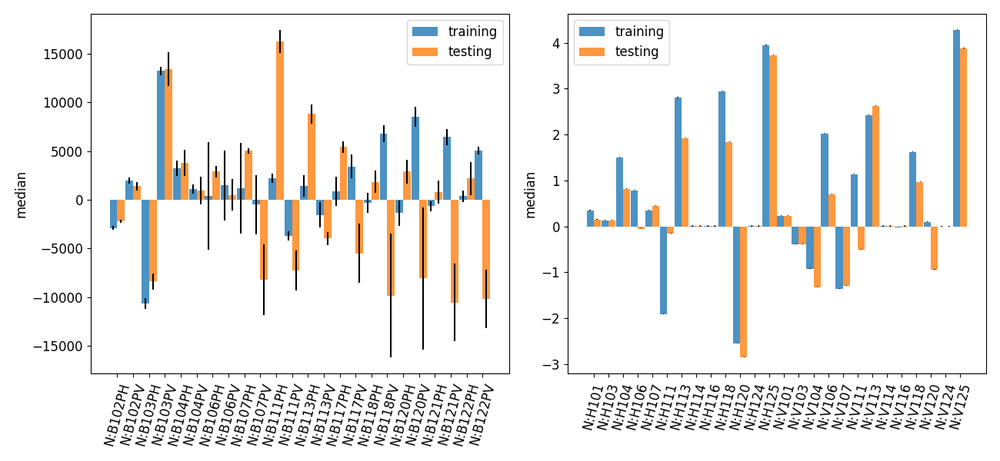 training
testing
median
15000
10000
5000
0
−5000
−10000
−15000
N:B102PH
N:B102PV
N:B103PH
N:B103PV
N:B104PH
N:B104PV
N:B106PH
N:B106PV
N:B107PH
N:B107PV
N:B111PH
N:B111PV
N:B113PH
N:B113PV
N:B117PH
N:B117PV
N:B118PH
N:B118PV
N:B120PH
N:B120PV
N:B121PH
N:B121PV
N:B122PH
N:B122PV
training
testing
median
4
3
2
1
0
−1
−2
−3
N:H101
N:H103
N:H104
N:H106
N:H107
N:H111
N:H113
N:H114
N:H116
N:H118
N:H120
N:H124
N:H125
N:V101
N:V103
N:V104
N:V106
N:V107
N:V111
N:V113
N:V114
N:V116
N:V118
N:V120
N:V124
N:V125